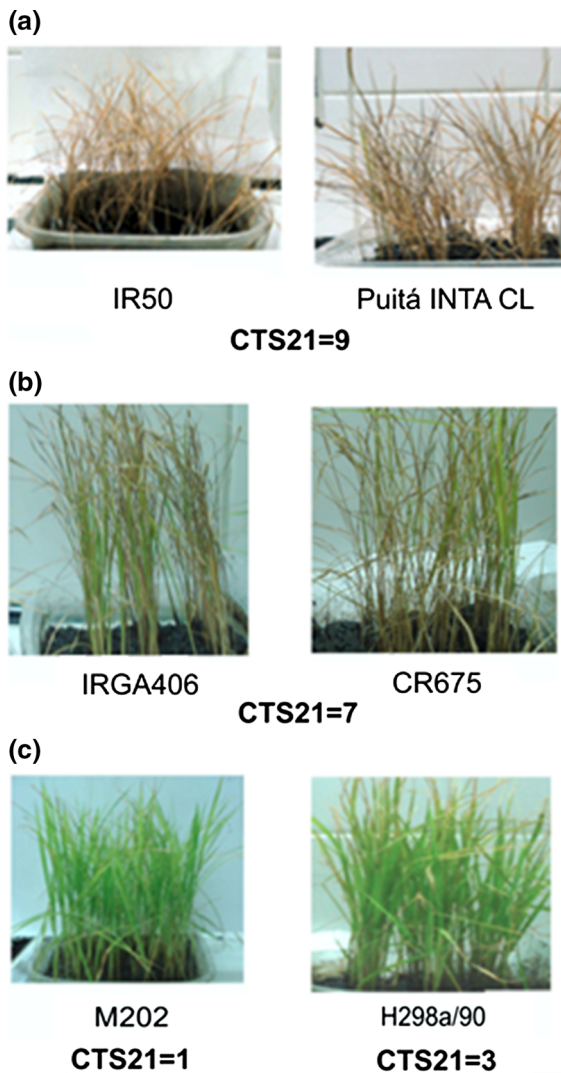 (a)
IR50
Puitá INTA CL
CTS21=9
(b)
IRGA406
CR675
CTS21=7
(c)
M202
H298a/90
CTS21=1
CTS21=3